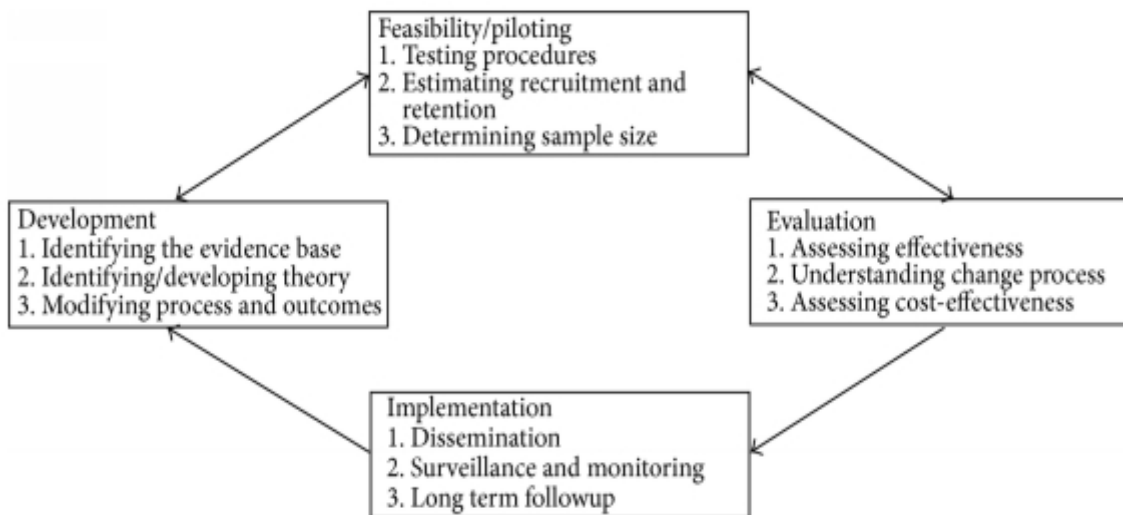 Feasibility/piloting
1. Testing procedures
2. Estimating recruitment and
retention
3. Determining sample size
Development
1. Identifying the evidence base
2. Identifying/developing theory
3. Modifying process and outcomes
Evaluation
1. Assessing effectiveness
2. Understanding change process
3. Assessing cost-effectiveness
Implementation
1. Dissemination
2. Surveillance and monitoring
3. Long term followup